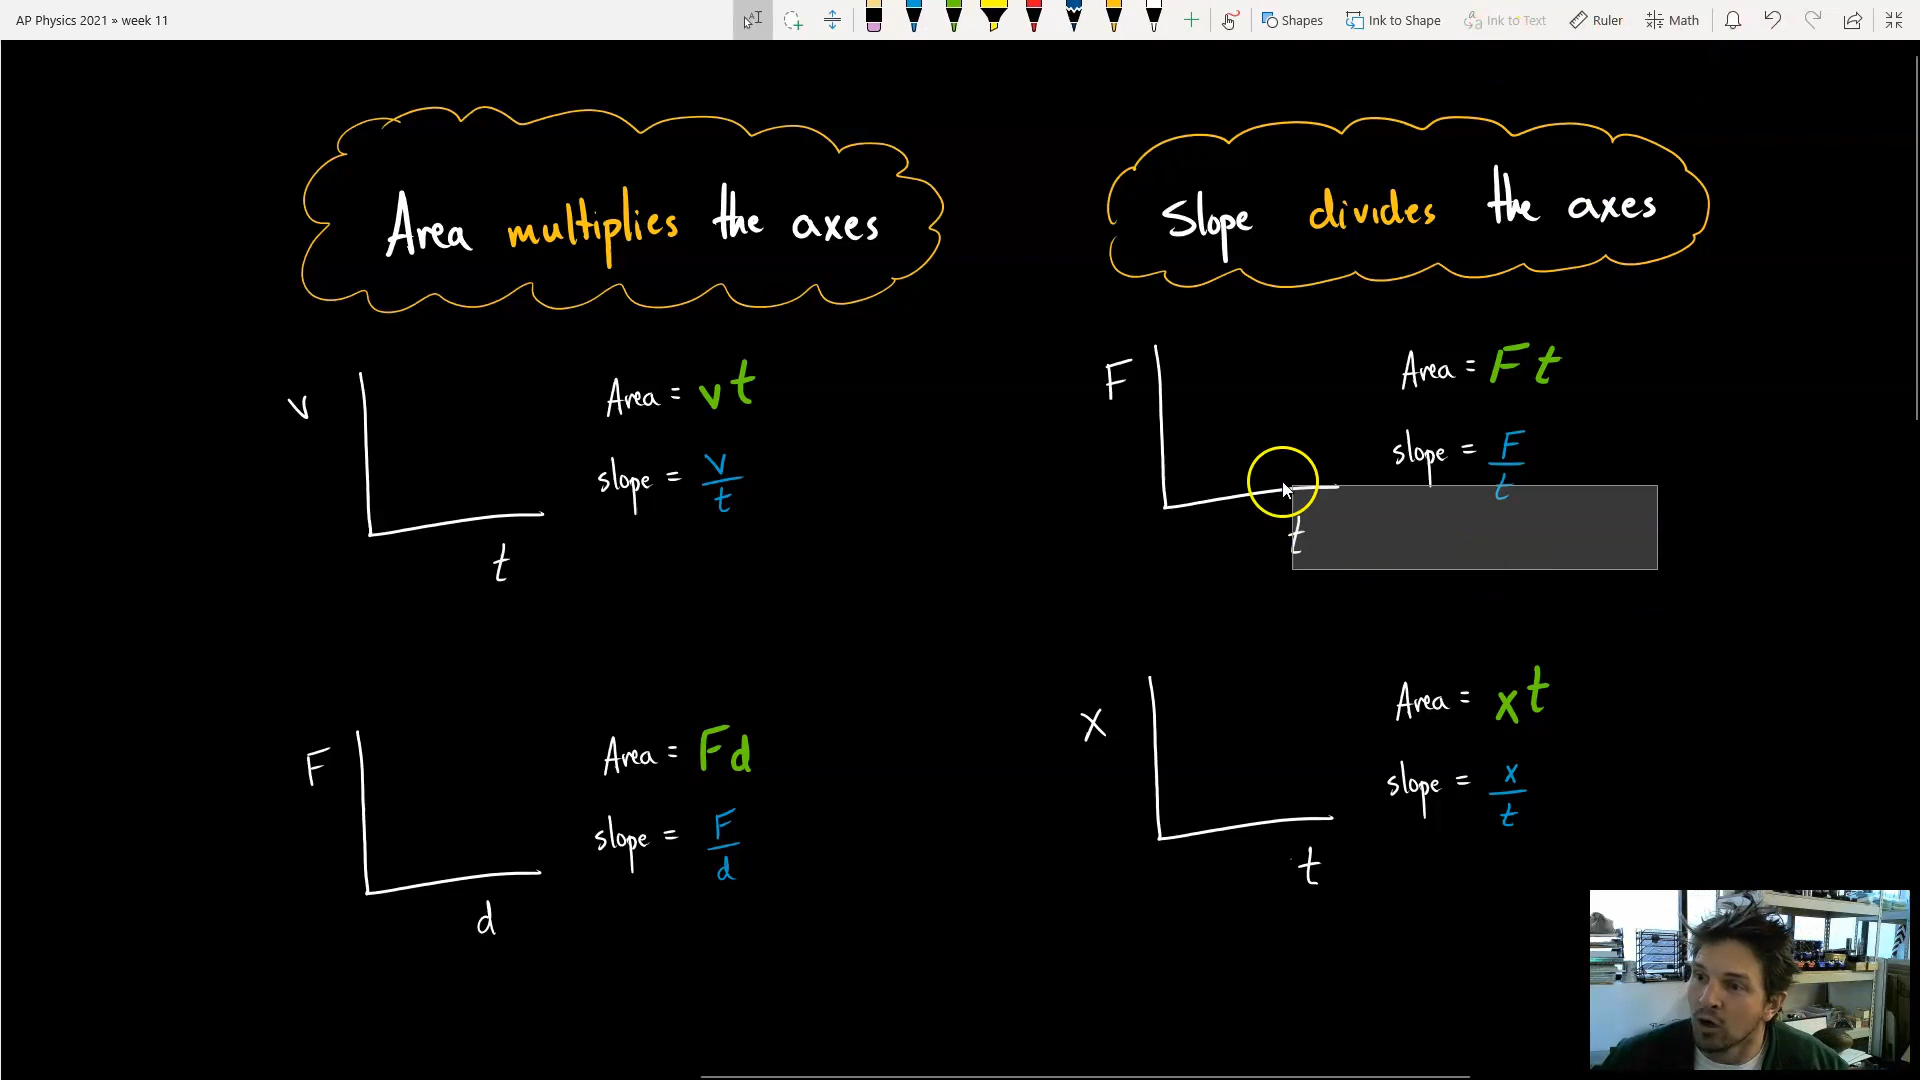 AP Physics 2021 » week 11
Shapes
Ink to Shape
Ink to Text
Ruler
Math
Area multiplies the axes
Slope divides the axes
v
t
Area = vt
slope = v/t
F
t
Area = Ft
slope = F/t
F
d
Area = Fd
slope = F/d
x
t
Area = xt
slope = x/t